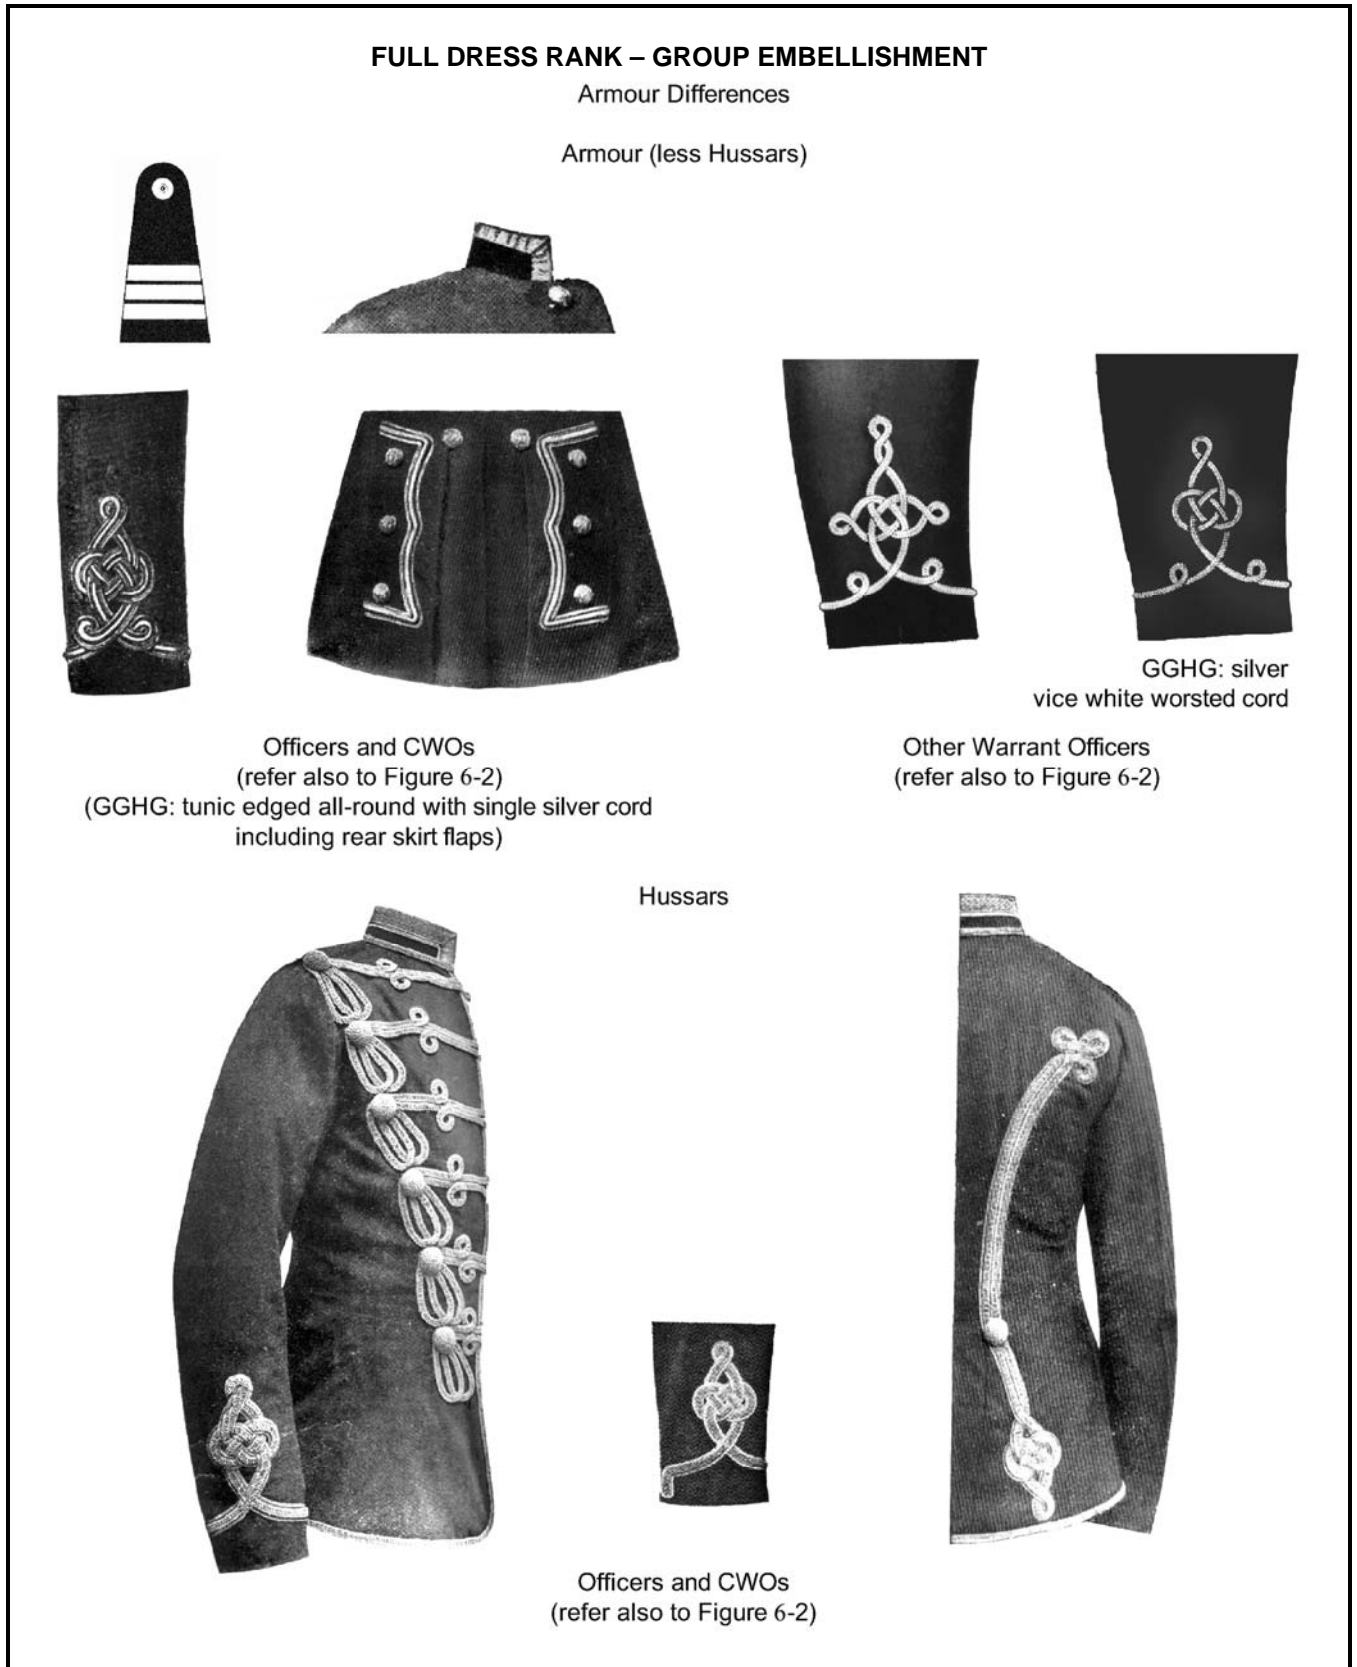 FULL DRESS RANK – GROUP EMBELLISHMENT
Armour Differences
Armour (less Hussars)
GGHG: silver
vice white worsted cord
Officers and CWOs
(refer also to Figure 6-2)
(GGHG: tunic edged all-round with single silver cord
including rear skirt flaps)
Other Warrant Officers
(refer also to Figure 6-2)
Hussars
Officers and CWOs
(refer also to Figure 6-2)